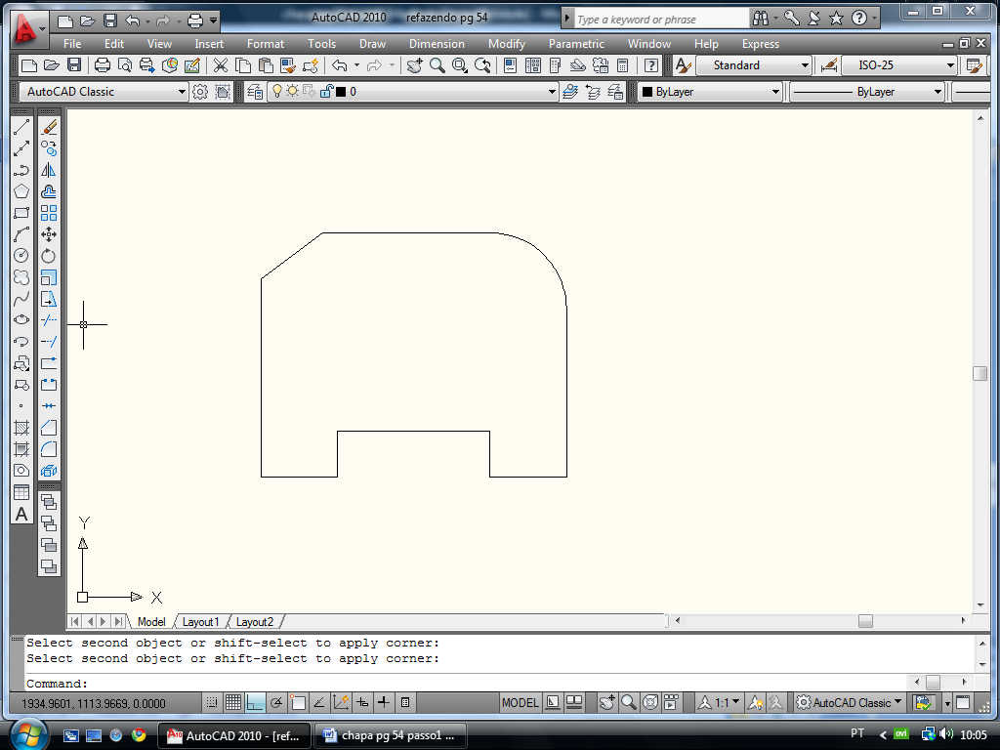 AutoCAD 2010 refazendo pg 54 Type a keyword or phrase
File Edit View Insert Format Tools Draw Dimension Modify Parametric Window Help Express
Standard ISO-25
AutoCAD Classic 0 ByLayer ByLayer
A
Y
X
Model Layout1 Layout2
Select second object or shift-select to apply corner:
Select second object or shift-select to apply corner:
Command:
1934.9601, 1113.9669, 0.0000 MODEL 1:1 AutoCAD Classic
AutoCAD 2010 - [ref... chapa pg 54 passo1 ... PT ovi 10:05